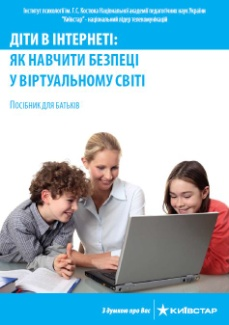 Інститут психології ім. Г.С. Костюка Національної академії педагогічних наук України
"Київстар" - національний лідер телекомунікацій
ДІТИ В ІНТЕРНЕТІ:
ЯК НАВЧИТИ БЕЗПЕЦІ
У ВІРТУАЛЬНОМУ СВІТІ
ПОСІБНИК ДЛЯ БАТЬКІВ
З думкою про вас
КИЇВСТАР